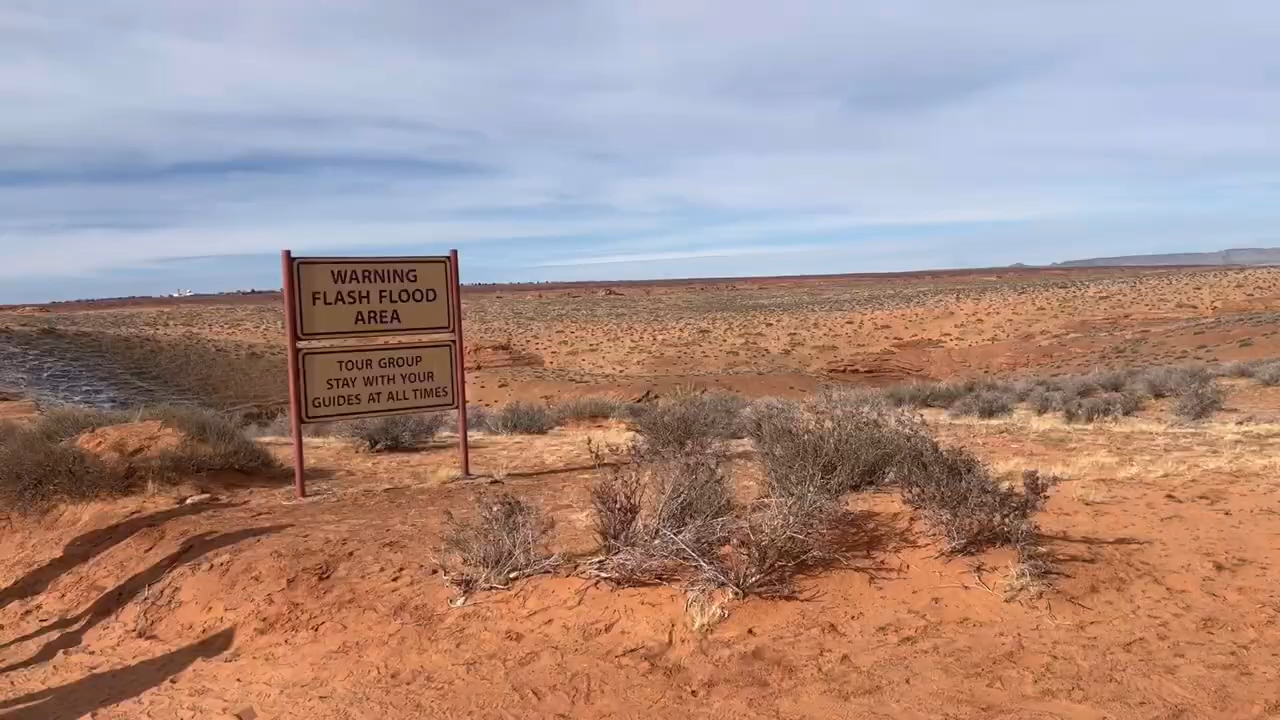 WARNING
FLASH FLOOD
AREA
TOUR GROUP
STAY WITH YOUR
GUIDES AT ALL TIMES